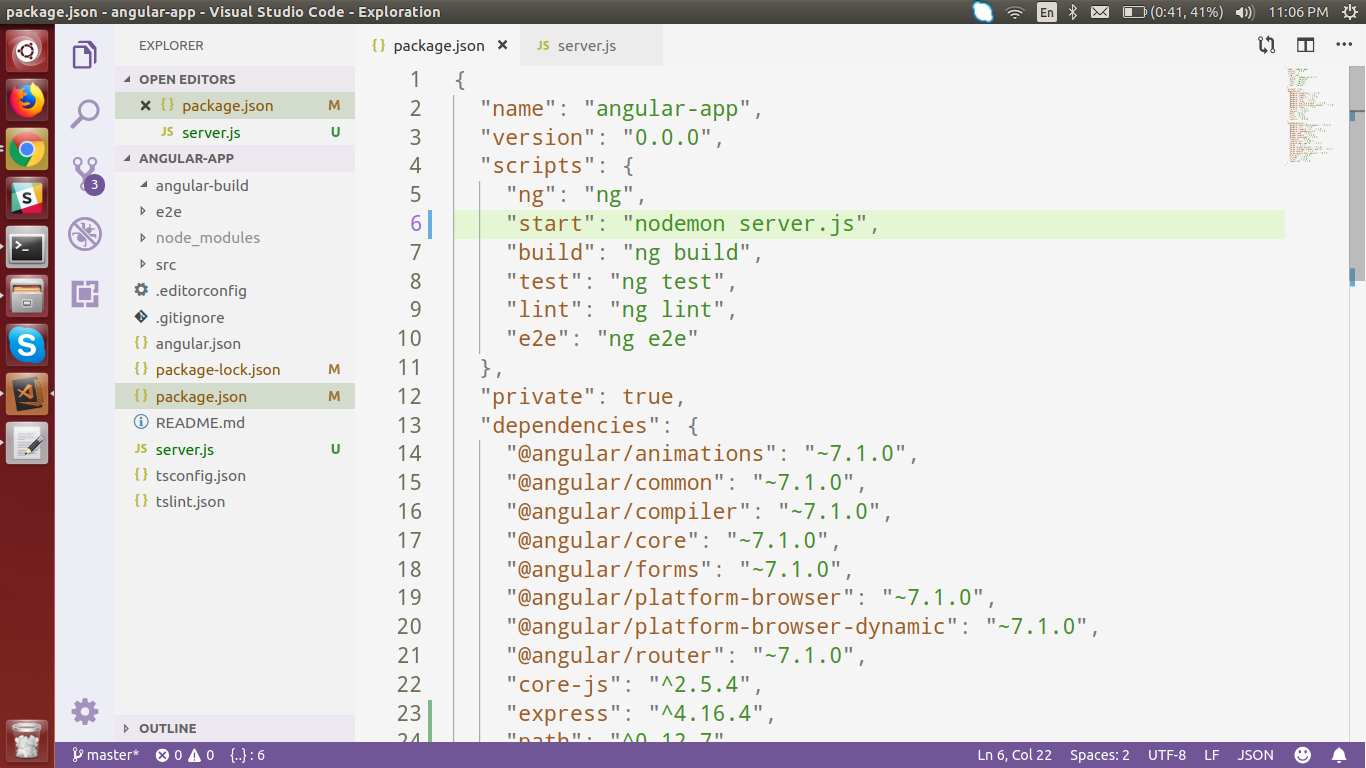 package.json - angular-app - Visual Studio Code - Exploration
En
(0:41, 41%)
11:06 PM
EXPLORER
OPEN EDITORS
{} package.json M
JS server.js U
ANGULAR-APP
angular-build
e2e
node_modules
src
.editorconfig
.gitignore
{} angular.json
{} package-lock.json M
{} package.json M
README.md
JS server.js U
{} tsconfig.json
{} tslint.json
OUTLINE
3
{} package.json
JS server.js
1 {
2 "name": "angular-app",
3 "version": "0.0.0",
4 "scripts": {
5 "ng": "ng",
6 "start": "nodemon server.js",
7 "build": "ng build",
8 "test": "ng test",
9 "lint": "ng lint",
10 "e2e": "ng e2e"
11 },
12 "private": true,
13 "dependencies": {
14 "@angular/animations": "~7.1.0",
15 "@angular/common": "~7.1.0",
16 "@angular/compiler": "~7.1.0",
17 "@angular/core": "~7.1.0",
18 "@angular/forms": "~7.1.0",
19 "@angular/platform-browser": "~7.1.0",
20 "@angular/platform-browser-dynamic": "~7.1.0",
21 "@angular/router": "~7.1.0",
22 "core-js": "^2.5.4",
23 "express": "^4.16.4",
24 "path": "^0.12.7"
master* 0 0 {..} : 6
Ln 6, Col 22 Spaces: 2 UTF-8 LF JSON